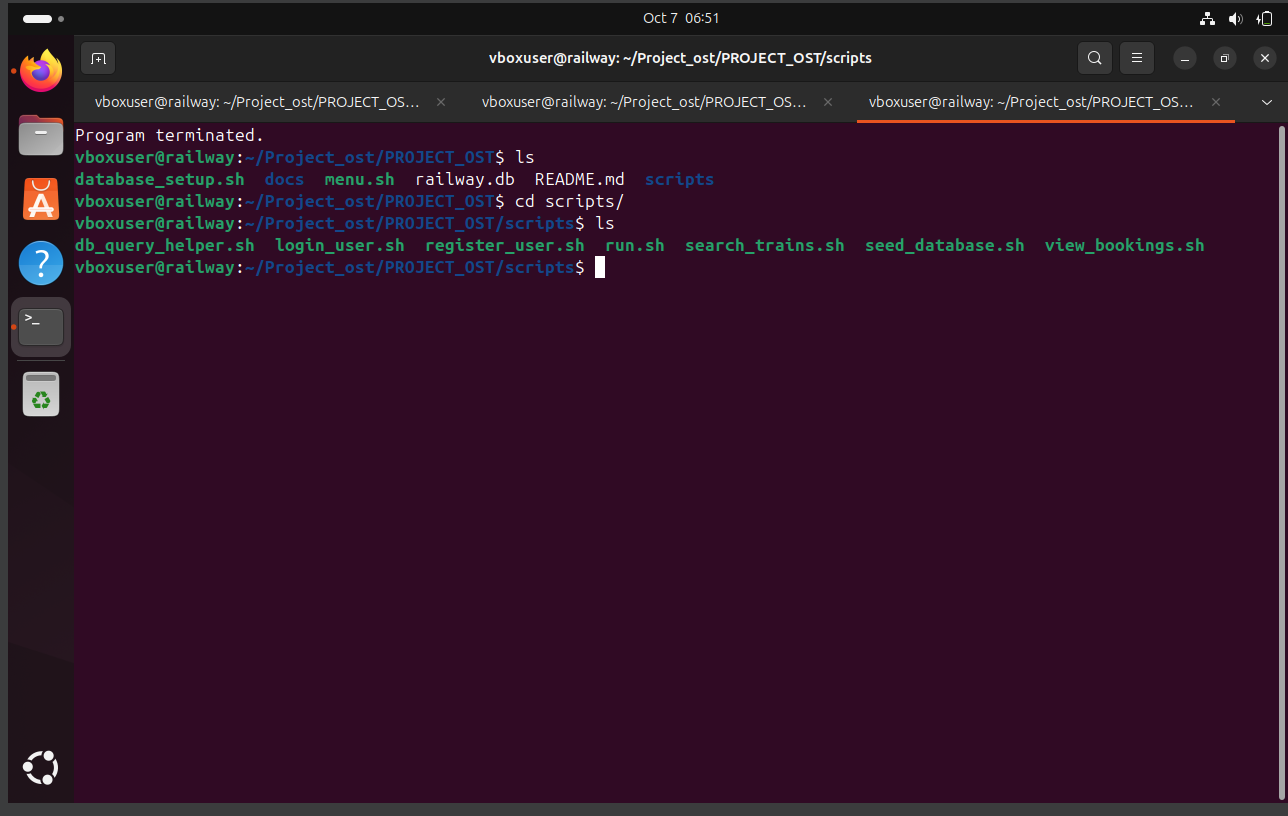 Oct 7 06:51
vboxuser@railway: ~/Project_ost/PROJECT_OST/scripts
vboxuser@railway: ~/Project_ost/PROJECT_OS… vboxuser@railway: ~/Project_ost/PROJECT_OS… vboxuser@railway: ~/Project_ost/PROJECT_OS…
Program terminated.
vboxuser@railway:~/Project_ost/PROJECT_OST$ ls
database_setup.sh docs menu.sh railway.db README.md scripts
vboxuser@railway:~/Project_ost/PROJECT_OST$ cd scripts/
vboxuser@railway:~/Project_ost/PROJECT_OST/scripts$ ls
db_query_helper.sh login_user.sh register_user.sh run.sh search_trains.sh seed_database.sh view_bookings.sh
vboxuser@railway:~/Project_ost/PROJECT_OST/scripts$